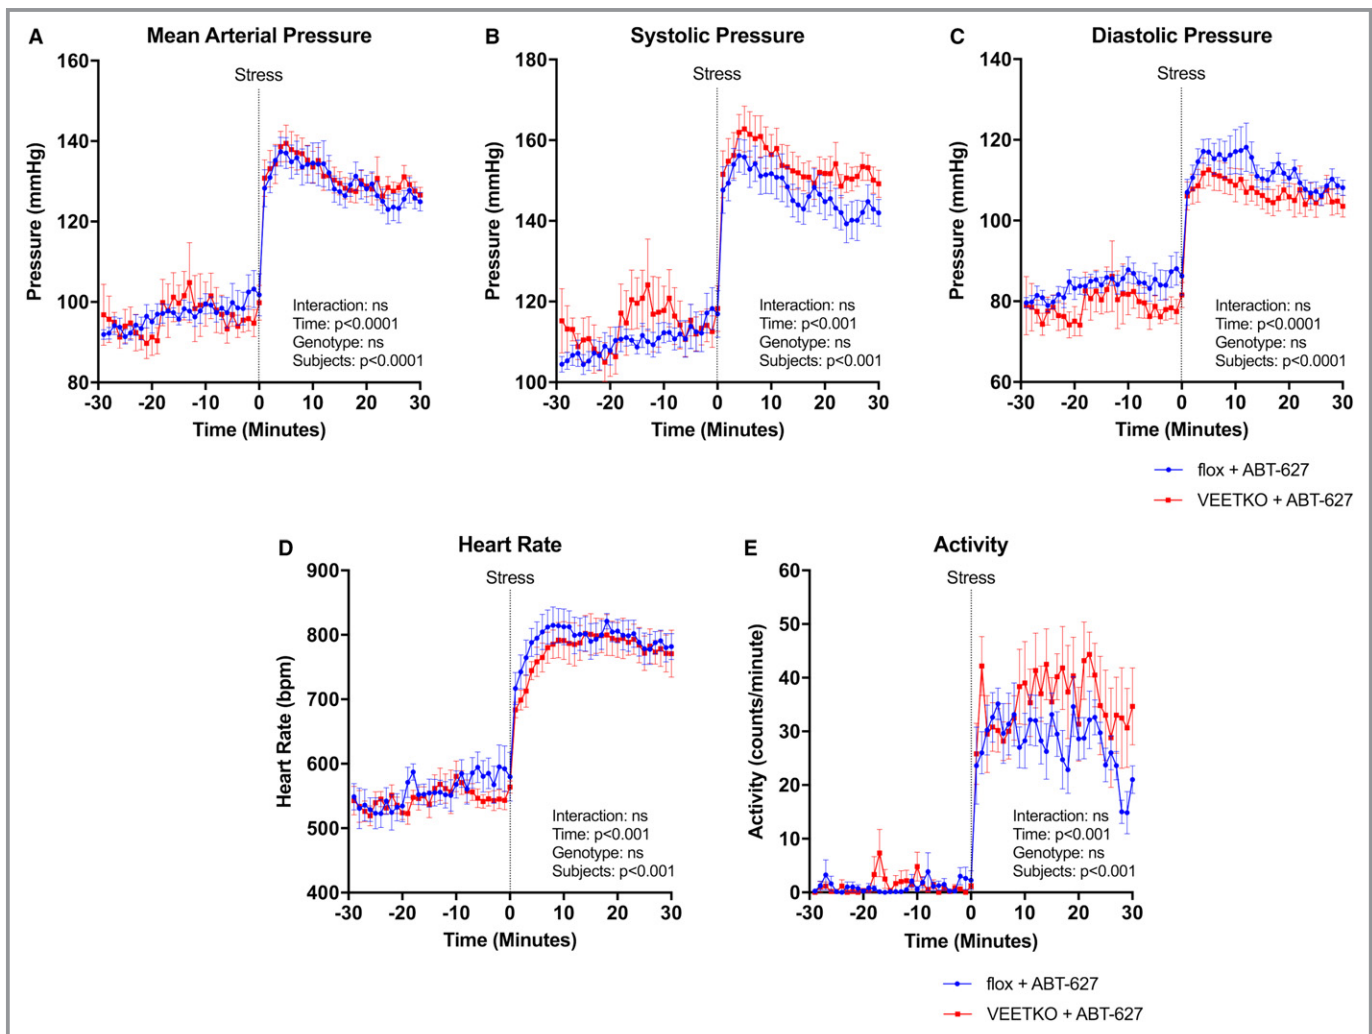 A Mean Arterial Pressure
Stress
Pressure (mmHg)
160
140
120
100
80
-30 -20 -10 0 10 20 30
Time (Minutes)
Interaction: ns
Time: p<0.0001
Genotype: ns
Subjects: p<0.0001
B Systolic Pressure
Stress
Pressure (mmHg)
180
160
140
120
100
-30 -20 -10 0 10 20 30
Time (Minutes)
Interaction: ns
Time: p<0.001
Genotype: ns
Subjects: p<0.001
C Diastolic Pressure
Stress
Pressure (mmHg)
140
120
100
80
60
-30 -20 -10 0 10 20 30
Time (Minutes)
Interaction: ns
Time: p<0.0001
Genotype: ns
Subjects: p<0.0001
flox + ABT-627
VEETKO + ABT-627
D Heart Rate
Stress
Heart Rate (bpm)
900
800
700
600
500
400
-30 -20 -10 0 10 20 30
Time (Minutes)
Interaction: ns
Time: p<0.001
Genotype: ns
Subjects: p<0.001
E Activity
Stress
Activity (counts/minute)
60
50
40
30
20
10
0
-30 -20 -10 0 10 20 30
Time (Minutes)
Interaction: ns
Time: p<0.001
Genotype: ns
Subjects: p<0.001
flox + ABT-627
VEETKO + ABT-627